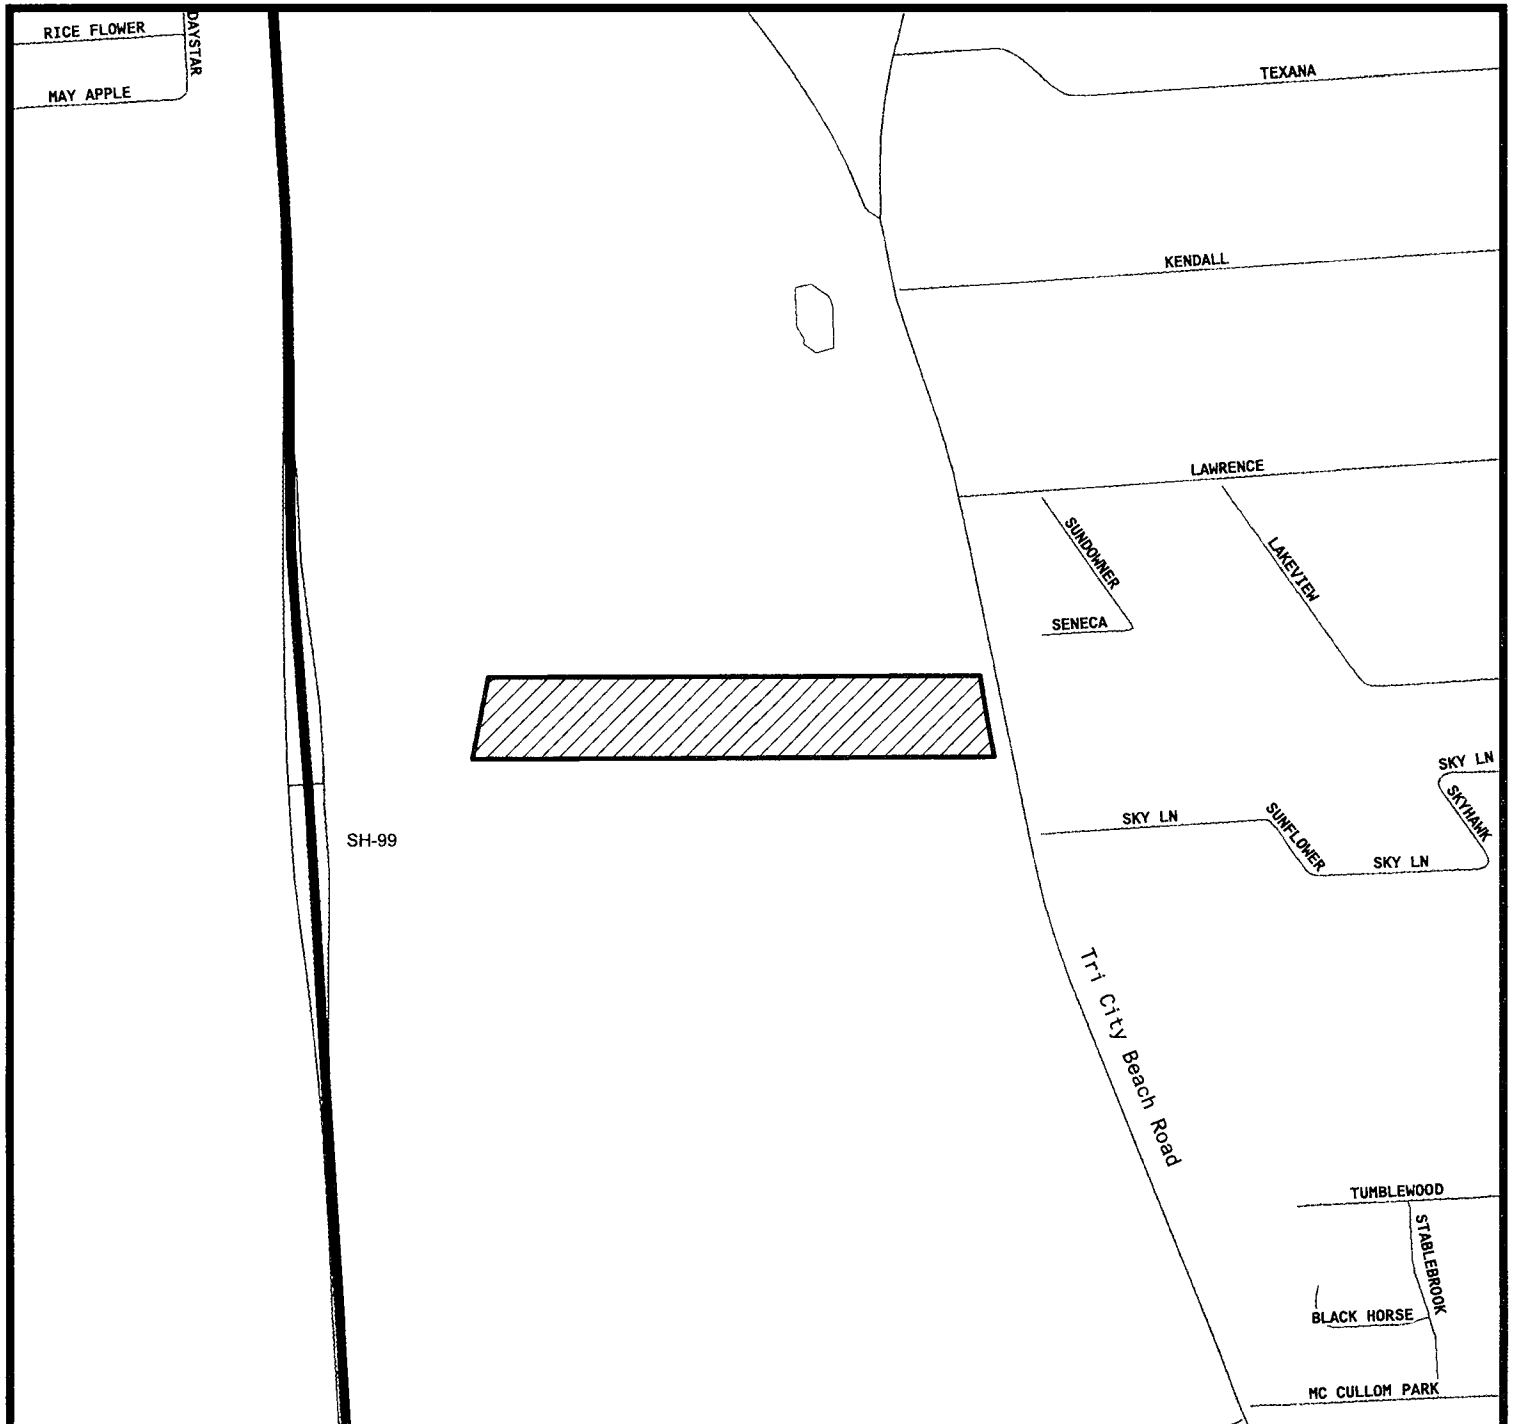 RICE FLOWER
DAYSTAR
MAY APPLE
TEXANA
KENDALL
LAWRENCE
SUNDOWNER
LAKEVIEW
SENECA
SKY LN
SKYHAWK
SKY LN
SUNFLOWER
SKY LN
SH-99
Tri City Beach Road
TUMBLEWOOD
STABLEBROOK
BLACK HORSE
MC CULLOM PARK